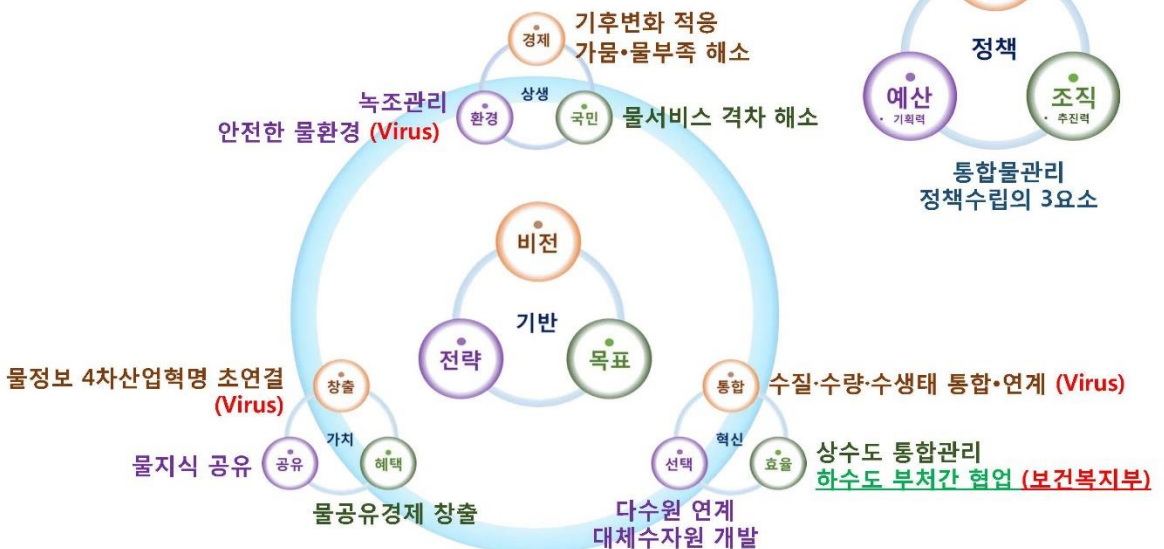 경제
기후변화 적응
가뭄•물부족 해소
상생
환경
국민
녹조관리
안전한 물환경 (Virus)
물서비스 격차 해소
정책
예산
• 기획력
조직
• 추진력
통합물관리
정책수립의 3요소
비전
기반
전략
목표
물정보 4차산업혁명 초연결
(Virus)
창출
가치
공유
혜택
물지식 공유
물공유경제 창출
통합
수질·수량·수생태 통합•연계 (Virus)
혁신
선택
효율
상수도 통합관리
하수도 부처간 협업 (보건복지부)
다수원 연계
대체수자원 개발